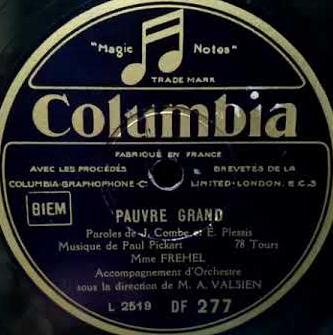 "Magic Notes"
TRADE MARK
Columbia
FABRIQUÉ EN FRANCE
AVEC LES PROCÉDÉS BREVETÉS DE LA
COLUMBIA-GRAPHOPHONE-Cº LIMITED-LONDON. E.C.3
BIEM
PAUVRE GRAND
Paroles de J. Combe et E. Plessis
Musique de Paul Pickart 78 Tours
Mme FREHEL
Accompagnement d'Orchestre
sous la direction de M. A. VALSIEN
L 2519 DF 277